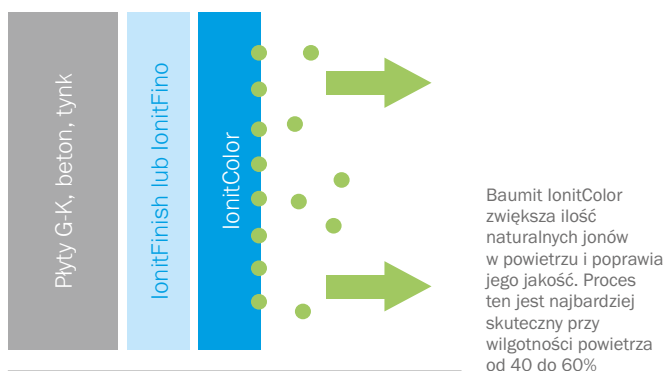 Płyty G-K, beton, tynk
IonitFinish lub IonitFino
IonitColor
Baumit IonitColor
zwiększa ilość
naturalnych jonów
w powietrzu i poprawia
jego jakość. Proces
ten jest najbardziej
skuteczny przy
wilgotności powietrza
od 40 do 60%